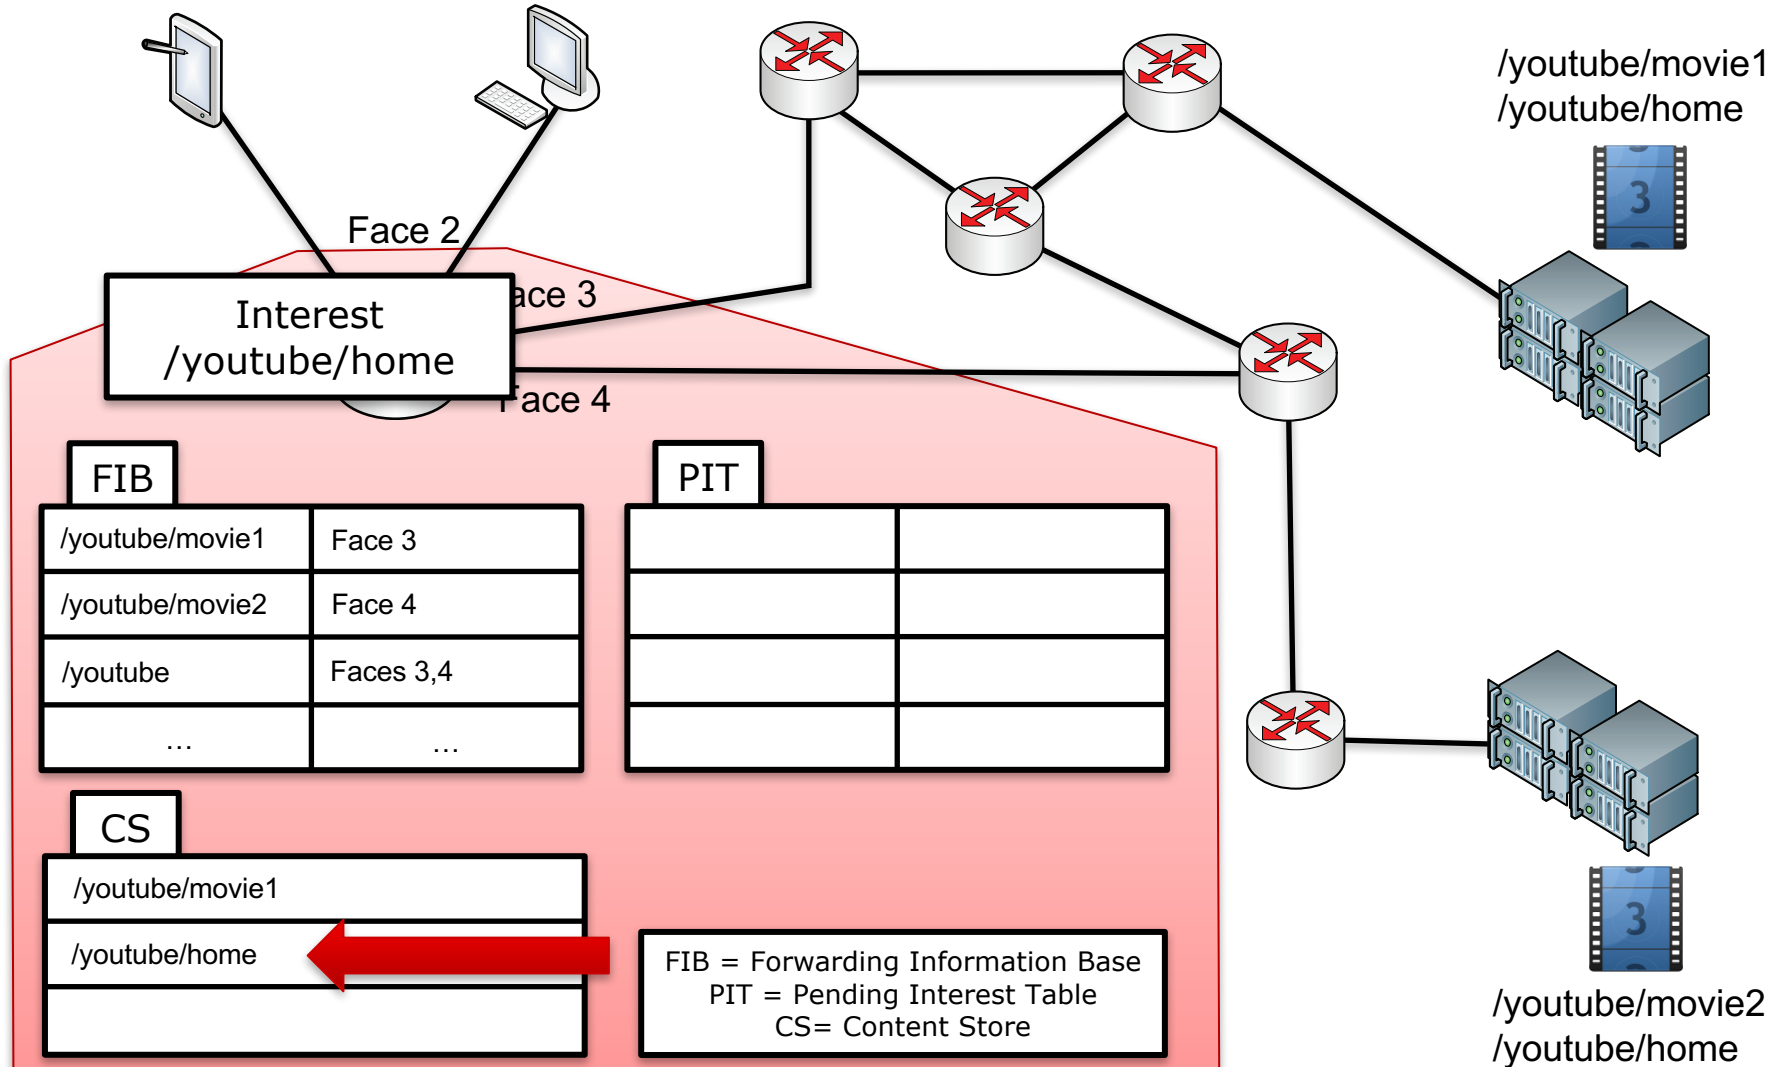 /youtube/movie1
/youtube/home
3
Face 2
Interest
/youtube/home
ace 3
Face 4
FIB
/youtube/movie1 Face 3
/youtube/movie2 Face 4
/youtube Faces 3,4
... ...
PIT
CS
/youtube/movie1
/youtube/home
FIB = Forwarding Information Base
PIT = Pending Interest Table
CS= Content Store
3
/youtube/movie2
/youtube/home